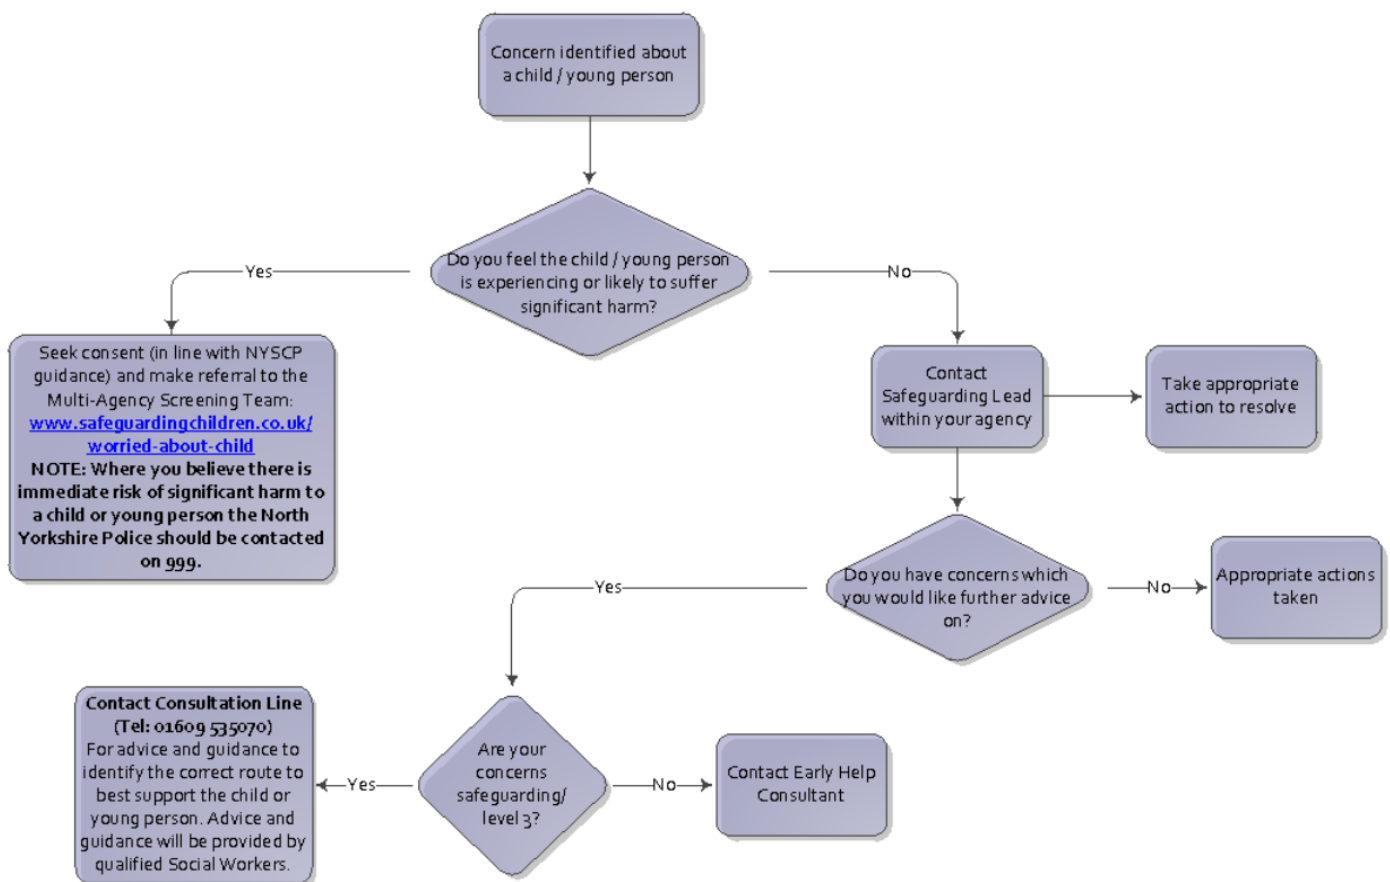 Concern identified about
a child / young person
Do you feel the child / young person
is experiencing or likely to suffer
significant harm?
Yes
No
Seek consent (in line with NYSCP
guidance) and make referral to the
Multi-Agency Screening Team:
www.safeguardingchildren.co.uk/
worried-about-child
NOTE: Where you believe there is
immediate risk of significant harm to
a child or young person the North
Yorkshire Police should be contacted
on 999.
Contact
Safeguarding Lead
within your agency
Take appropriate
action to resolve
Do you have concerns which
you would like further advice
on?
Yes
No
Appropriate actions
taken
Are your
concerns
safeguarding/
level 3?
Yes
No
Contact Consultation Line
(Tel: 01609 535070)
For advice and guidance to
identify the correct route to
best support the child or
young person. Advice and
guidance will be provided by
qualified Social Workers.
Contact Early Help
Consultant